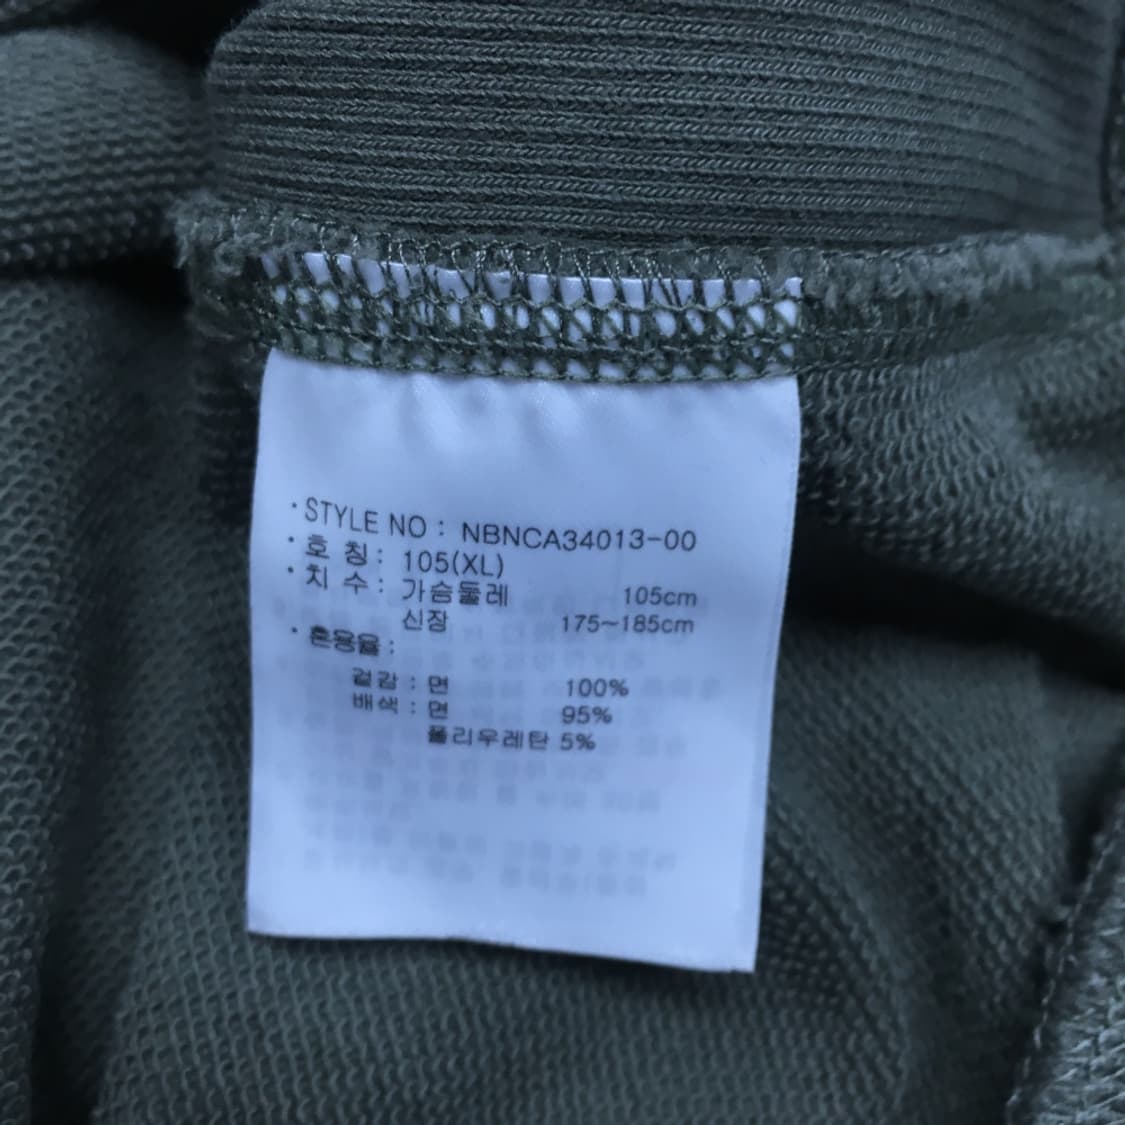 · STYLE NO : NBNCA34013-00
· 호 칭 : 105(XL)
· 치 수 : 가슴둘레 105cm
신장 175~185cm
· 혼용율 :
겉감 : 면 100%
배색 : 면 95%
폴리우레탄 5%